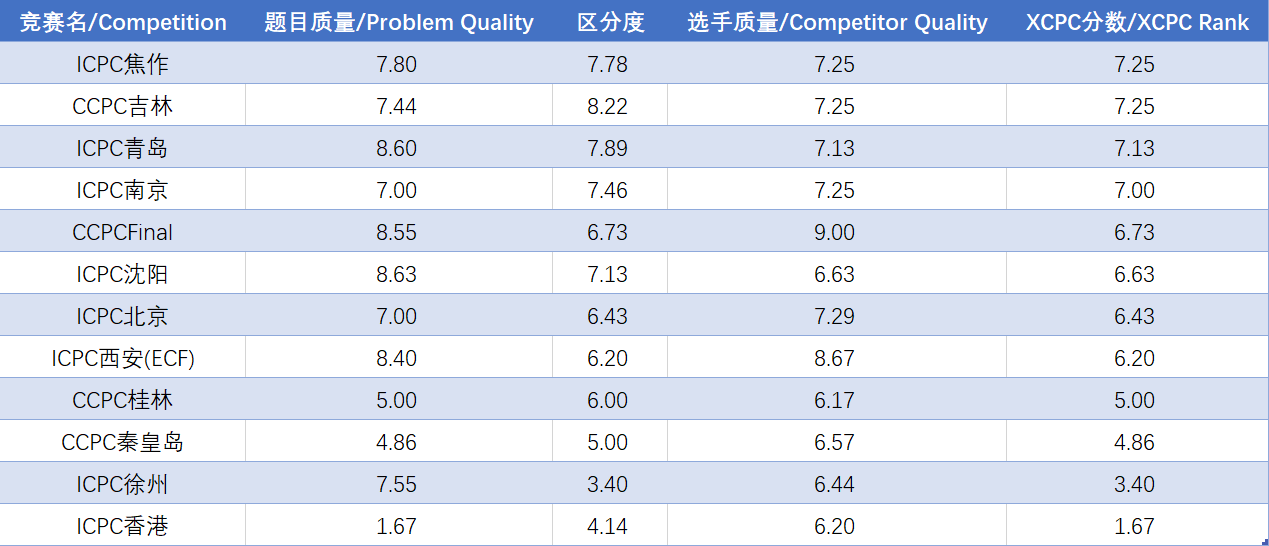 竞赛名/Competition 题目质量/Problem Quality 区分度 选手质量/Competitor Quality XCPC分数/XCPC Rank
ICPC焦作 7.80 7.78 7.25 7.25
CCPC吉林 7.44 8.22 7.25 7.25
ICPC青岛 8.60 7.89 7.13 7.13
ICPC南京 7.00 7.46 7.25 7.00
CCPCFinal 8.55 6.73 9.00 6.73
ICPC沈阳 8.63 7.13 6.63 6.63
ICPC北京 7.00 6.43 7.29 6.43
ICPC西安(ECF) 8.40 6.20 8.67 6.20
CCPC桂林 5.00 6.00 6.17 5.00
CCPC秦皇岛 4.86 5.00 6.57 4.86
ICPC徐州 7.55 3.40 6.44 3.40
ICPC香港 1.67 4.14 6.20 1.67